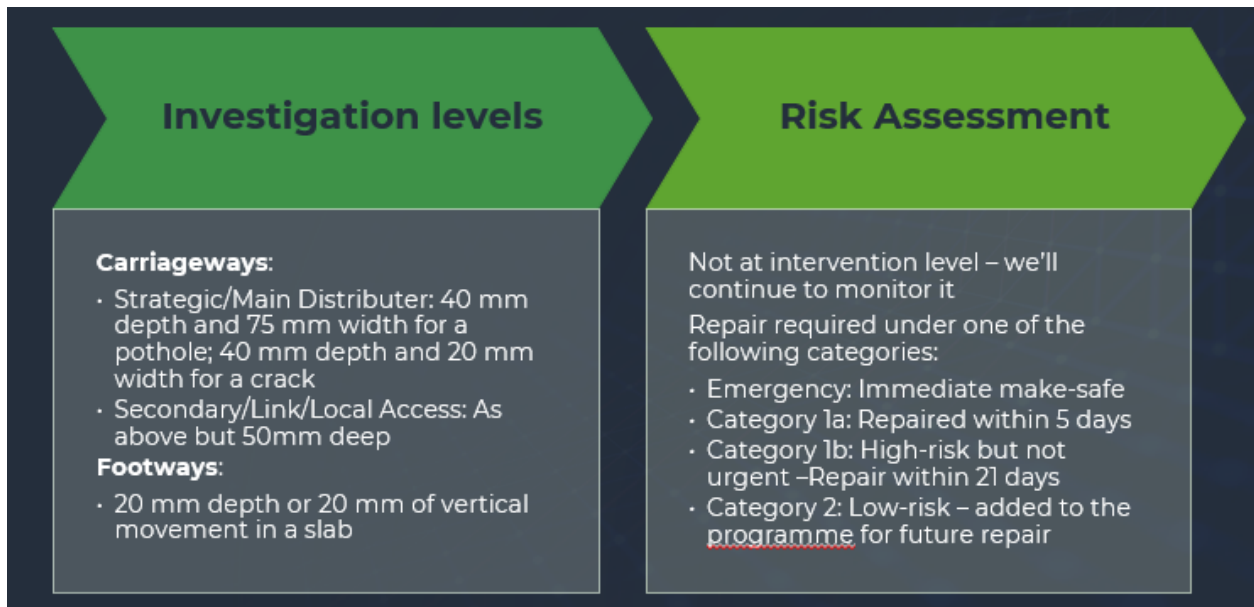 Investigation levels
Carriageways:
· Strategic/Main Distributer: 40 mm
depth and 75 mm width for a
pothole; 40 mm depth and 20 mm
width for a crack
· Secondary/Link/Local Access: As
above but 50mm deep
Footways:
· 20 mm depth or 20 mm of vertical
movement in a slab
Risk Assessment
Not at intervention level – we’ll
continue to monitor it
Repair required under one of the
following categories:
· Emergency: Immediate make-safe
· Category 1a: Repaired within 5 days
· Category 1b: High-risk but not
urgent –Repair within 21 days
· Category 2: Low-risk – added to the
programme for future repair